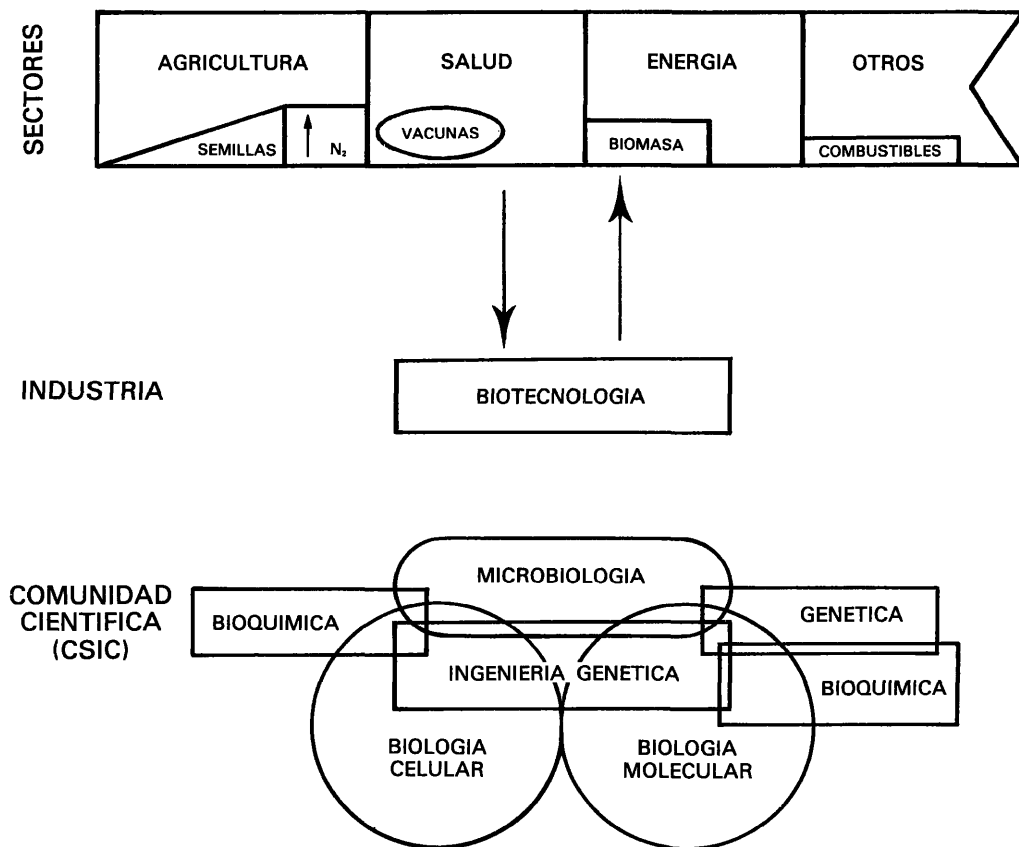 SECTORES
AGRICULTURA
SALUD
ENERGIA
OTROS
SEMILLAS
N₂
VACUNAS
BIOMASA
COMBUSTIBLES
INDUSTRIA
BIOTECNOLOGIA
COMUNIDAD
CIENTIFICA
(CSIC)
BIOQUIMICA
MICROBIOLOGIA
GENETICA
INGENIERIA GENETICA
BIOQUIMICA
BIOLOGIA
CELULAR
BIOLOGIA
MOLECULAR